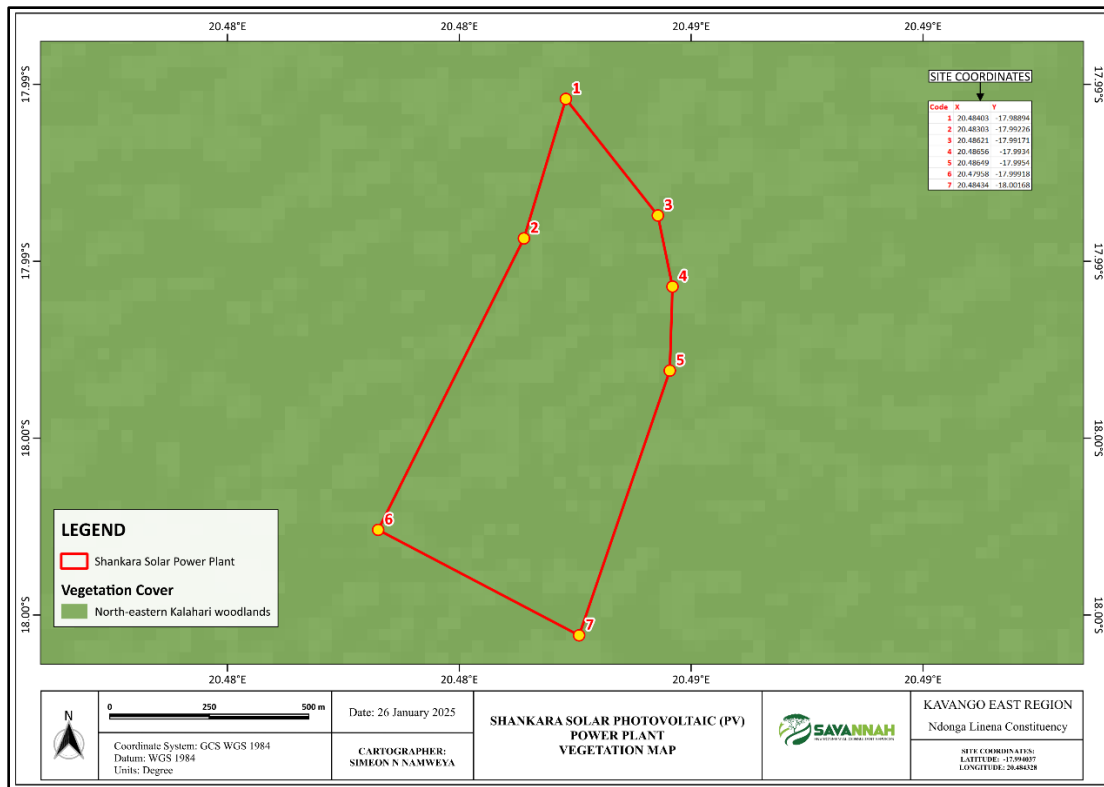 20.48°E
20.48°E
20.49°E
20.49°E
17.99°S
17.99°S
18.00°S
18.00°S
17.99°S
17.99°S
18.00°S
18.00°S
SITE COORDINATES
Code X Y
1 20.48403 -17.98894
2 20.48303 -17.99226
3 20.48621 -17.99171
4 20.48656 -17.9934
5 20.48649 -17.9954
6 20.47958 -17.99918
7 20.48434 -18.00168
1
2
3
4
5
6
7
LEGEND
Shankara Solar Power Plant
Vegetation Cover
North-eastern Kalahari woodlands
20.48°E
20.48°E
20.49°E
20.49°E
N
0 250 500 m
Coordinate System: GCS WGS 1984
Datum: WGS 1984
Units: Degree
Date: 26 January 2025
CARTOGRAPHER:
SIMEON N NAMWEYA
SHANKARA SOLAR PHOTOVOLTAIC (PV)
POWER PLANT
VEGETATION MAP
SAVANNAH
KAVANGO EAST REGION
Ndonga Linena Constituency
SITE COORDINATES:
LATITUDE: -17.994037
LONGITUDE: 20.484328